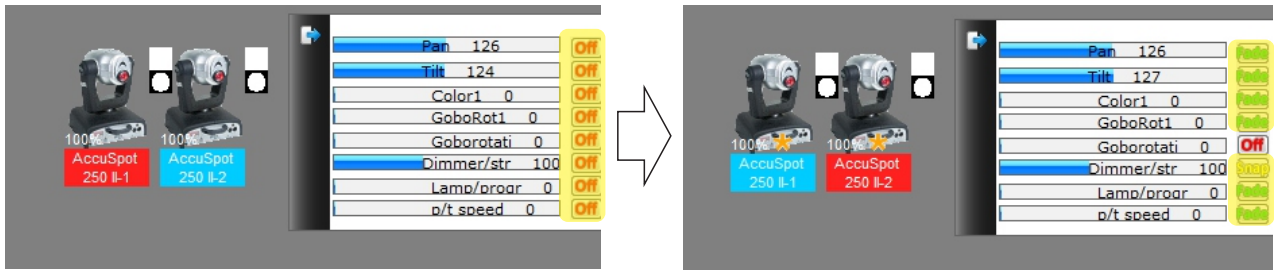 Pan 126 Off
Tilt 124 Off
Color1 0 Off
GoboRot1 0 Off
Goborotati 0 Off
Dimmer/str 100 Off
Lamp/progr 0 Off
p/t speed 0 Off
100% 100%
AccuSpot AccuSpot
250 II-1 250 II-2
Pan 126 Fade
Tilt 127 Fade
Color1 0 Fade
GoboRot1 0 Fade
Goborotati 0 Off
Dimmer/str 100 Snap
Lamp/progr 0 Fade
p/t speed 0 Fade
100% 100%
AccuSpot AccuSpot
250 II-1 250 II-2